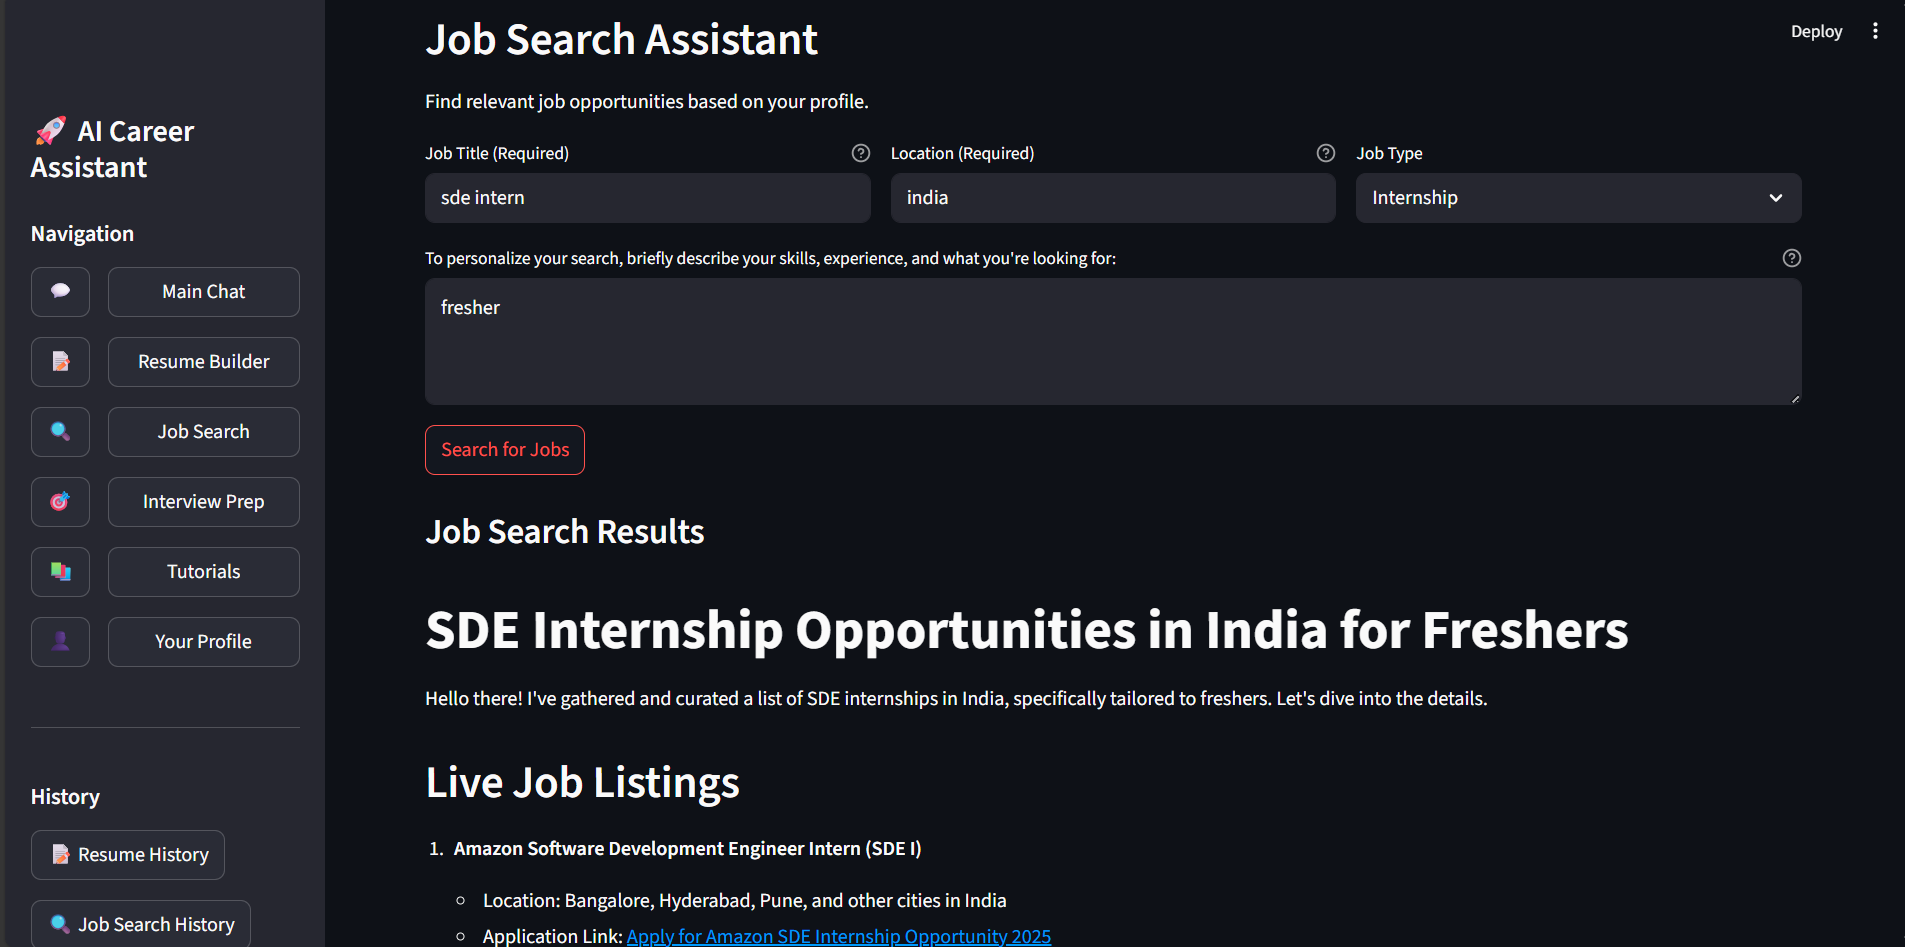 Deploy
🚀 AI Career
Assistant
Navigation
Main Chat
Resume Builder
Job Search
Interview Prep
Tutorials
Your Profile
History
Resume History
Job Search History
Job Search Assistant
Find relevant job opportunities based on your profile.
Job Title (Required)
Location (Required)
Job Type
sde intern
india
Internship
To personalize your search, briefly describe your skills, experience, and what you're looking for:
fresher
Search for Jobs
Job Search Results
SDE Internship Opportunities in India for Freshers
Hello there! I've gathered and curated a list of SDE internships in India, specifically tailored to freshers. Let's dive into the details.
Live Job Listings
1. Amazon Software Development Engineer Intern (SDE I)
Location: Bangalore, Hyderabad, Pune, and other cities in India
Application Link: Apply for Amazon SDE Internship Opportunity 2025